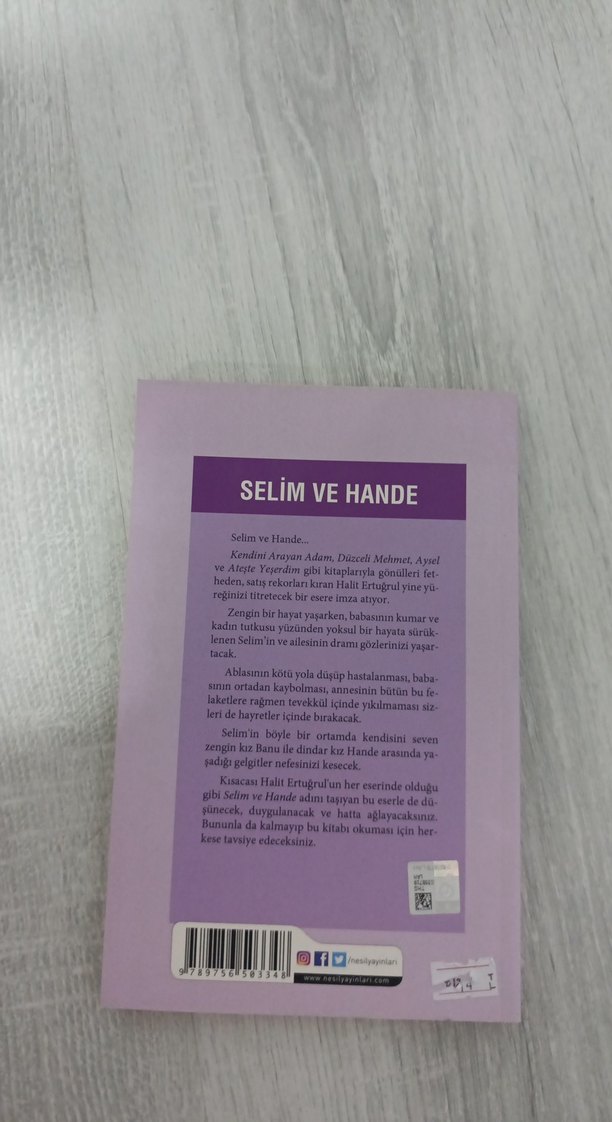 SELİM VE HANDE
Selim ve Hande...
Kendini Arayan Adam, Düzceli Mehmet, Aysel
ve Ateşte Yeşerdim gibi kitaplarıyla gönülleri fet-
heden, satış rekorları kıran Halit Ertuğrul yine yü-
reğinizi titretecek bir esere imza atıyor.
Zengin bir hayat yaşarken, babasının kumar ve
kadın tutkusu yüzünden yoksul bir hayata sürük-
lenen Selim'in ve ailesinin dramı gözlerinizi yaşar-
tacak.
Ablasının kötü yola düşüp hastalanması, baba-
sının ortadan kaybolması, annesinin bütün bu fe-
laketlere rağmen tevekkül içinde yıkılmaması siz-
leri de hayretler içinde bırakacak.
Selim'in böyle bir ortamda kendisini seven
zengin kız Banu ile dindar kız Hande arasında ya-
şadığı gelgitler nefesinizi kesecek.
Kısacası Halit Ertuğrul'un her eserinde olduğu
gibi Selim ve Hande adını taşıyan bu eserle de dü-
şünecek, duygulanacak ve hatta ağlayacaksınız.
Bununla da kalmayıp bu kitabı okuması için her-
kese tavsiye edeceksiniz.
/nesilyayinlari
www.nesilyayinlari.com
9 789756 503348